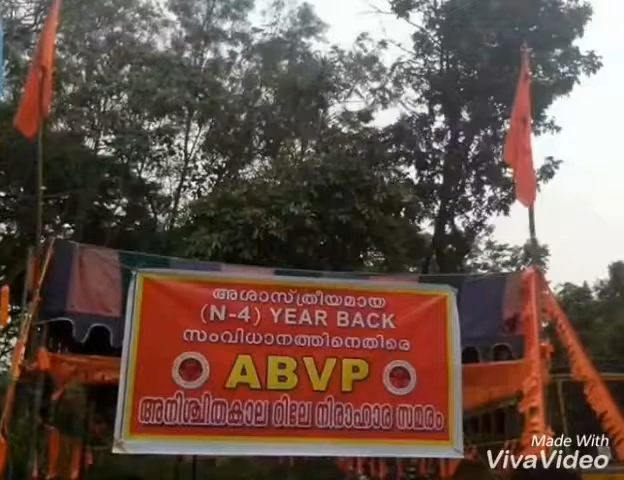 അശാസ്ത്രീയമായ
(N-4) YEAR BACK
സംവിധാനത്തിനെതിരെ
ABVP
അനിശ്ചിതകാല റിലേ നിരാഹാര സമരം
Made With
VivaVideo